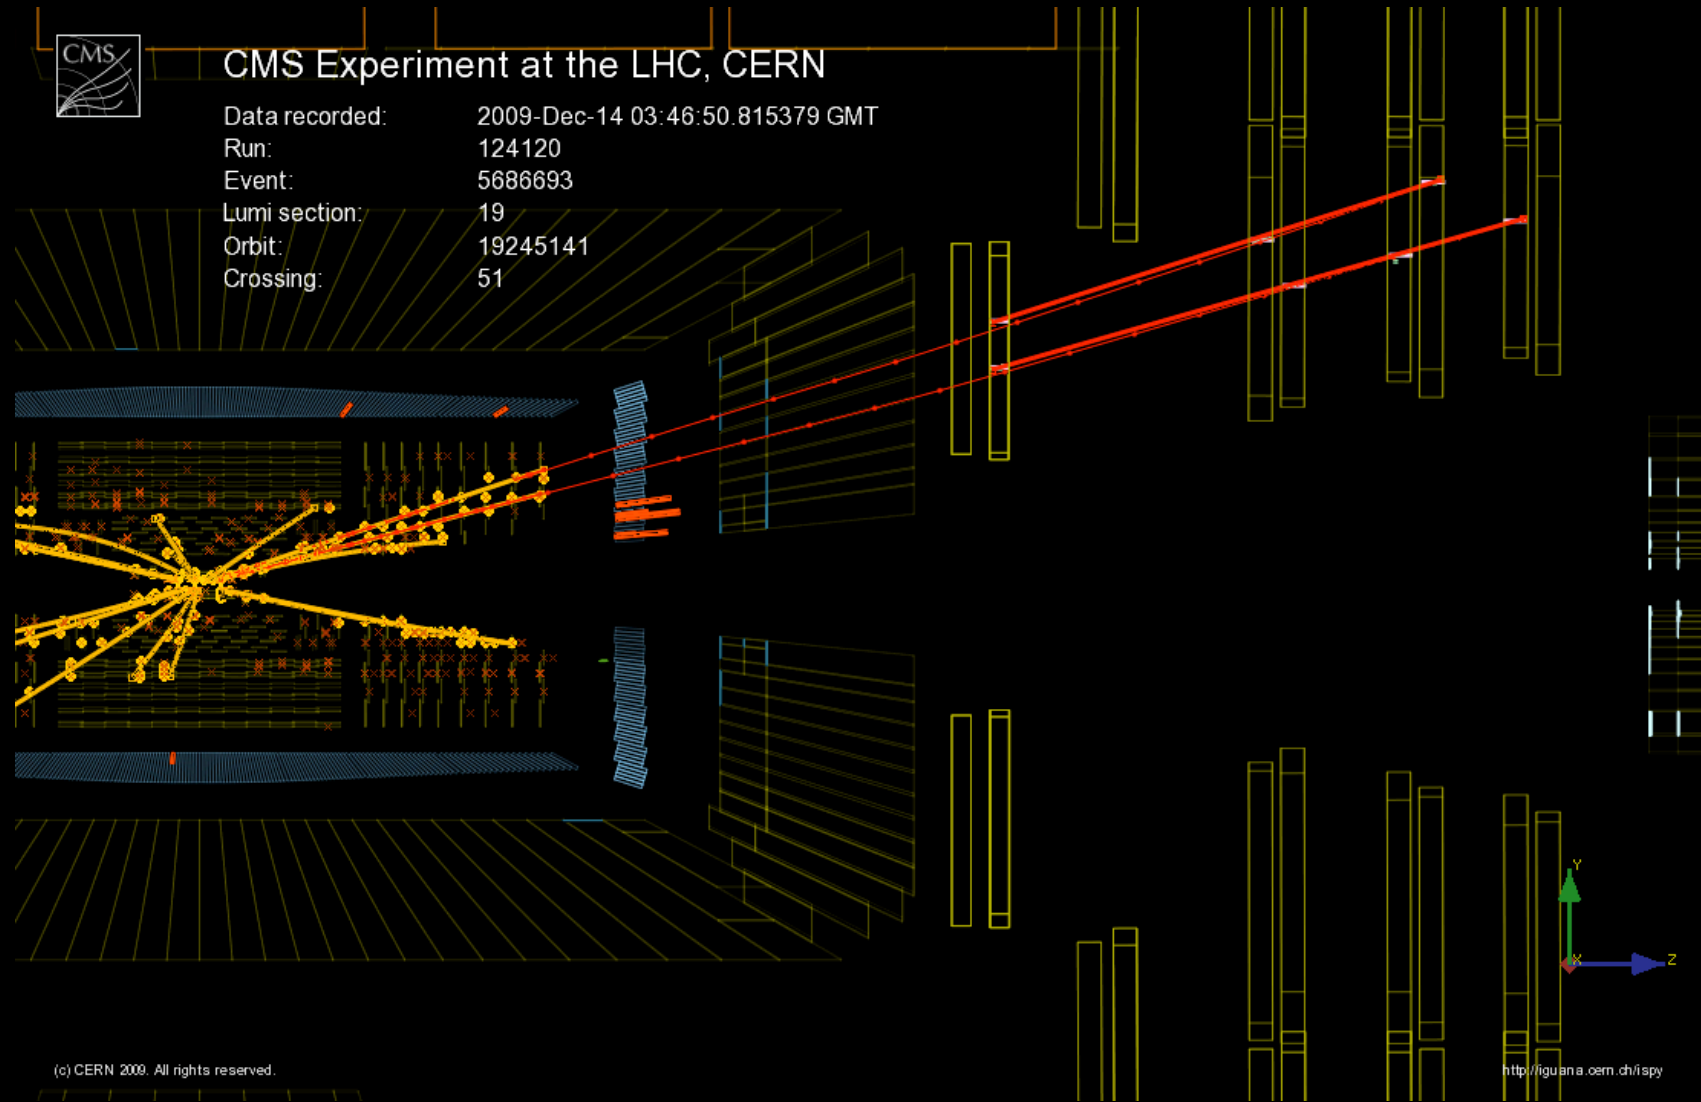 CMS
CMS Experiment at the LHC, CERN
Data recorded: 2009-Dec-14 03:46:50.815379 GMT
Run: 124120
Event: 5686693
Lumi section: 19
Orbit: 19245141
Crossing: 51
Y
X Z
(c) CERN 2009. All rights reserved.
http://iguana.cern.ch/ispy